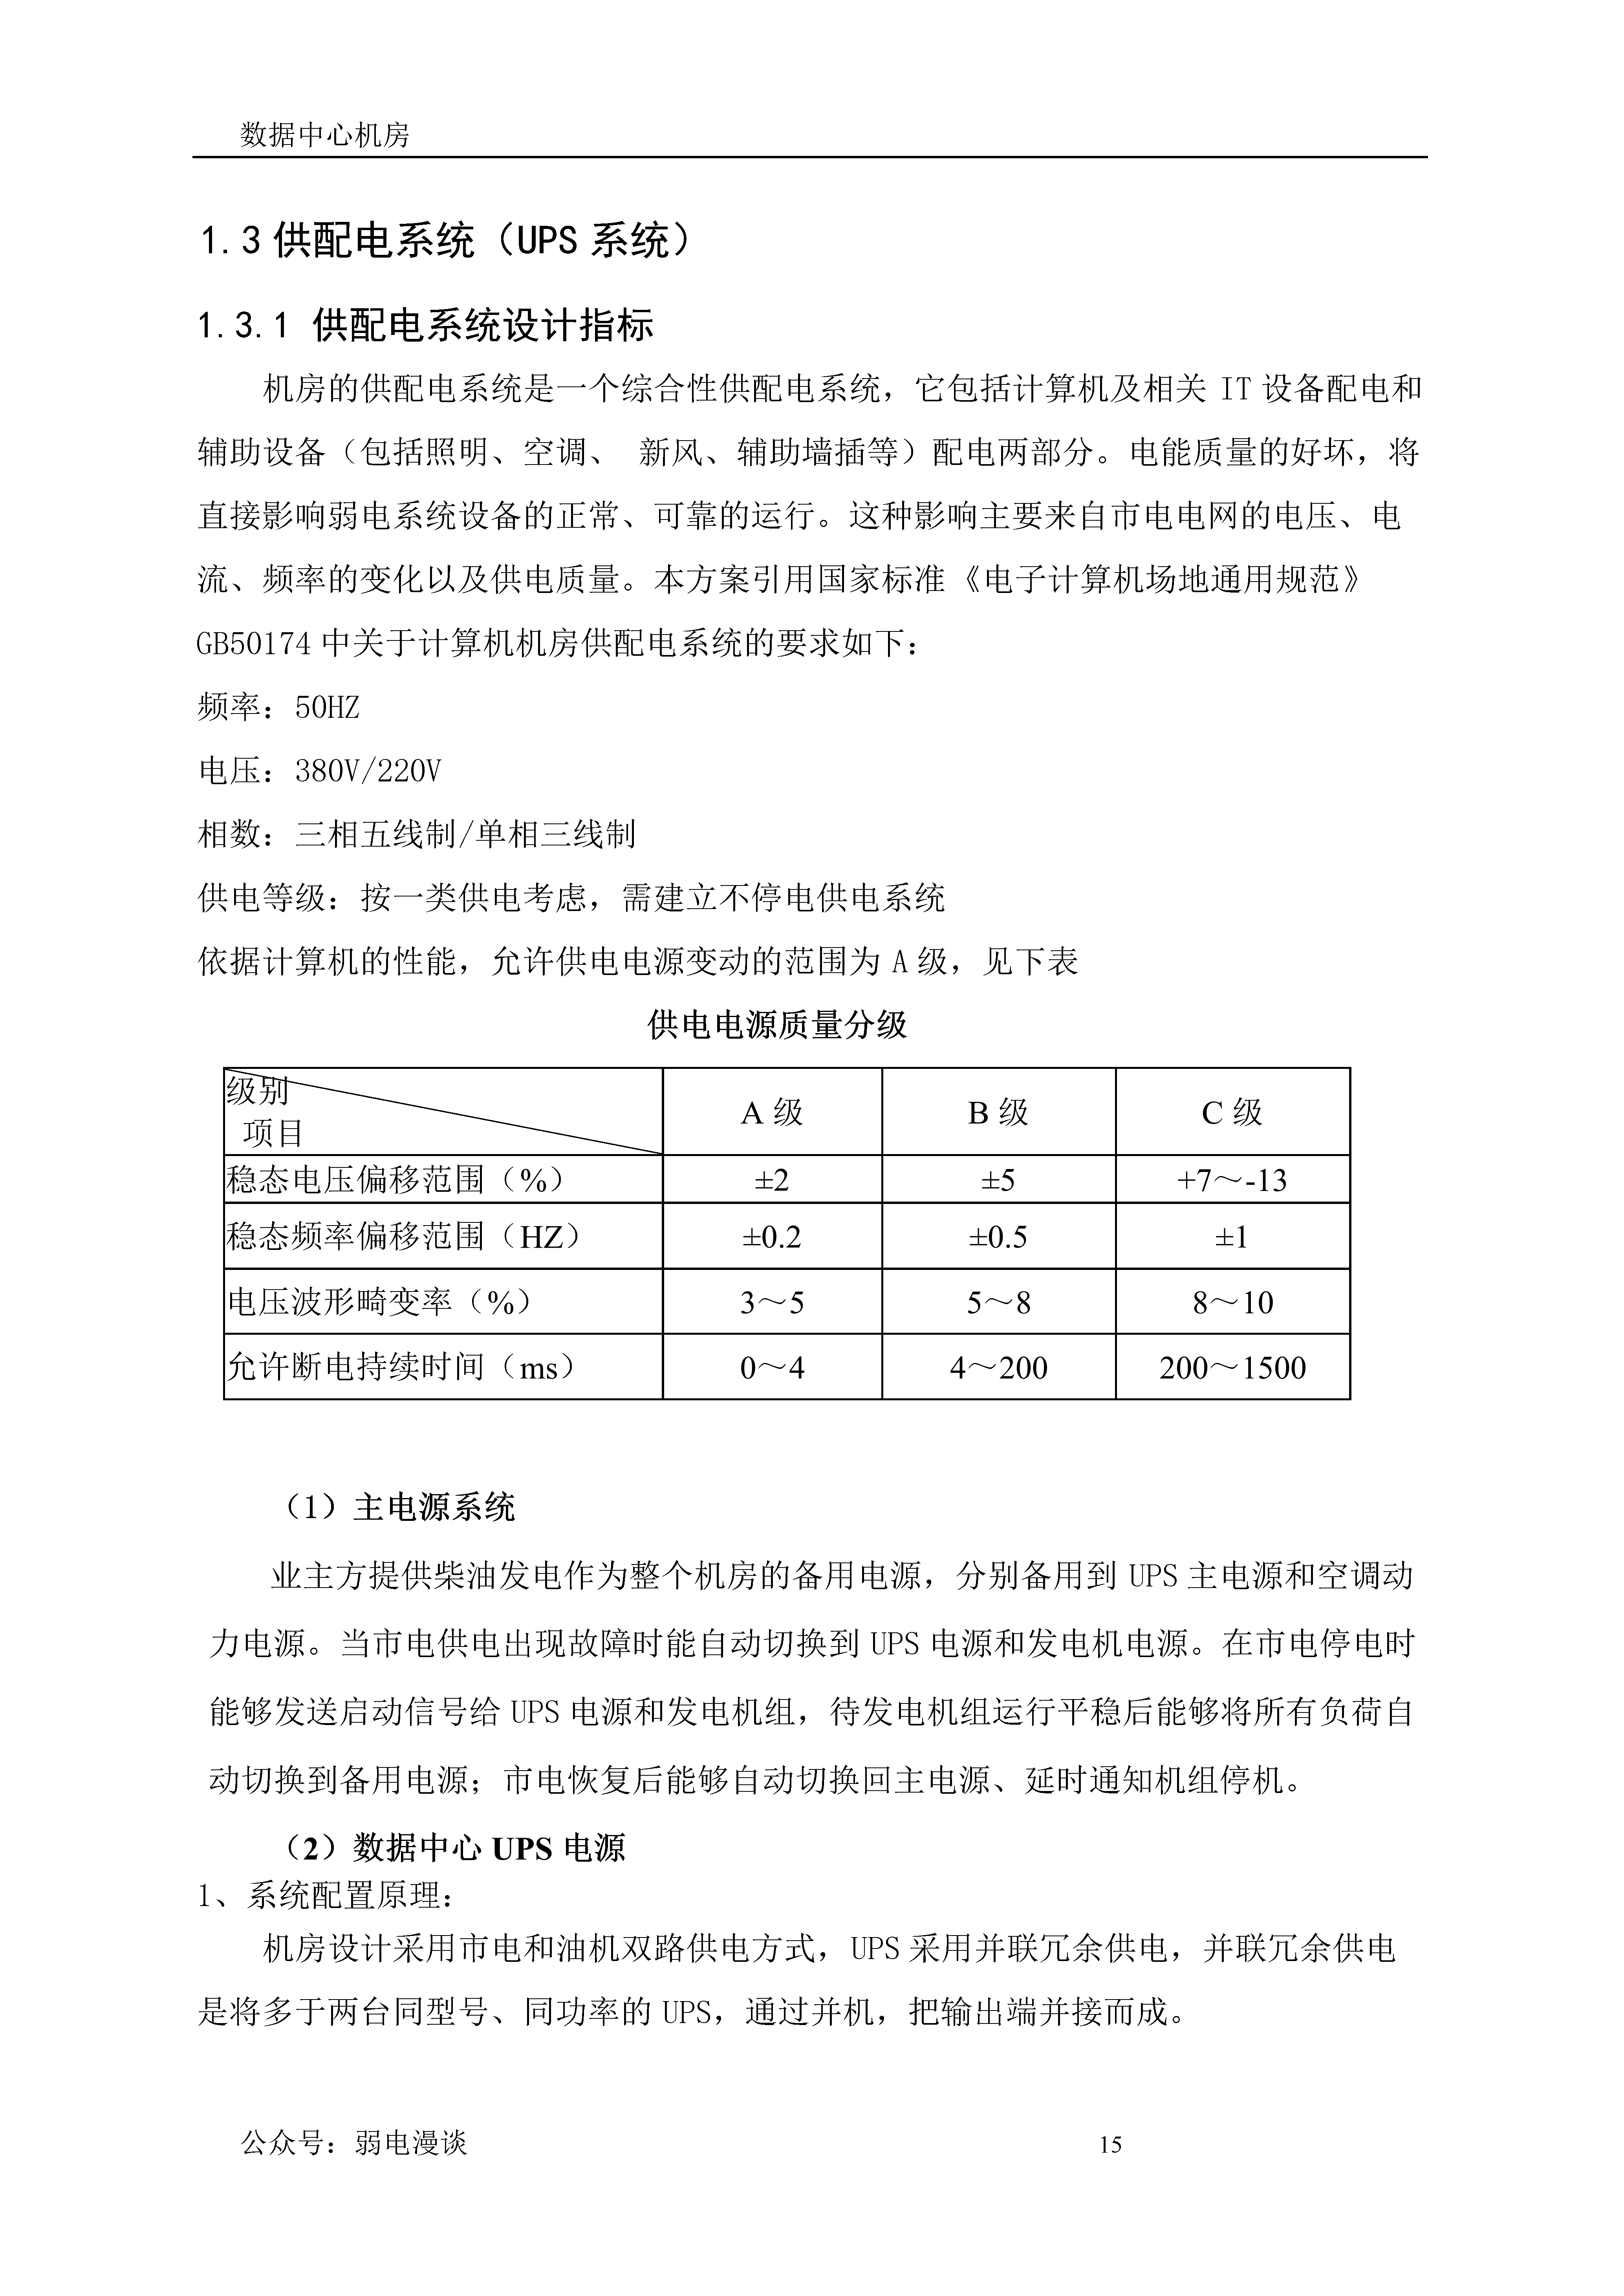 数据中心机房
1.3供配电系统（UPS 系统）
1.3.1 供配电系统设计指标
机房的供配电系统是一个综合性供配电系统，它包括计算机及相关 IT 设备配电和
辅助设备（包括照明、空调、 新风、辅助墙插等）配电两部分。电能质量的好坏，将
直接影响弱电系统设备的正常、可靠的运行。这种影响主要来自市电电网的电压、电
流、频率的变化以及供电质量。本方案引用国家标准《电子计算机场地通用规范》
GB50174 中关于计算机机房供配电系统的要求如下：
频率：50HZ
电压：380V/220V
相数：三相五线制/单相三线制
供电等级：按一类供电考虑，需建立不停电供电系统
依据计算机的性能，允许供电电源变动的范围为 A 级，见下表
供电电源质量分级
级别
项目
A 级 B 级 C 级
稳态电压偏移范围（%） ±2 ±5 +7～-13
稳态频率偏移范围（HZ） ±0.2 ±0.5 ±1
电压波形畸变率（%） 3～5 5～8 8～10
允许断电持续时间（ms） 0～4 4～200 200～1500
（1）主电源系统
业主方提供柴油发电作为整个机房的备用电源，分别备用到 UPS 主电源和空调动
力电源。当市电供电出现故障时能自动切换到 UPS 电源和发电机电源。在市电停电时
能够发送启动信号给 UPS 电源和发电机组，待发电机组运行平稳后能够将所有负荷自
动切换到备用电源；市电恢复后能够自动切换回主电源、延时通知机组停机。
（2）数据中心 UPS 电源
1、系统配置原理：
机房设计采用市电和油机双路供电方式，UPS 采用并联冗余供电，并联冗余供电
是将多于两台同型号、同功率的 UPS，通过并机，把输出端并接而成。
公众号：弱电漫谈 15